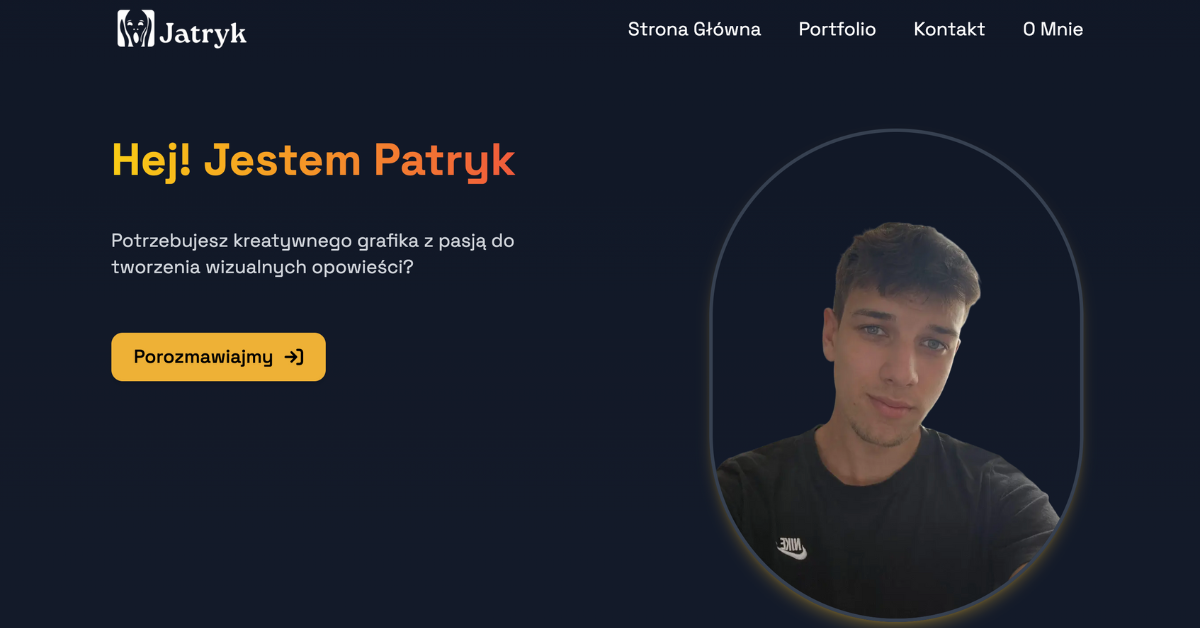 Jatryk
Strona Główna
Portfolio
Kontakt
O Mnie
Hej! Jestem Patryk
Potrzebujesz kreatywnego grafika z pasją do
tworzenia wizualnych opowieści?
Porozmawiajmy
NIKE